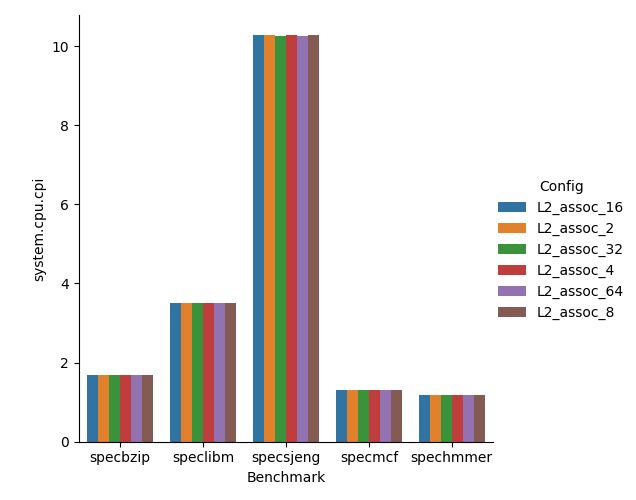 10
8
6
4
2
0
system.cpu.cpi
specbzip
speclibm
specsjeng
specmcf
spechmmer
Benchmark
Config
L2_assoc_16
L2_assoc_2
L2_assoc_32
L2_assoc_4
L2_assoc_64
L2_assoc_8